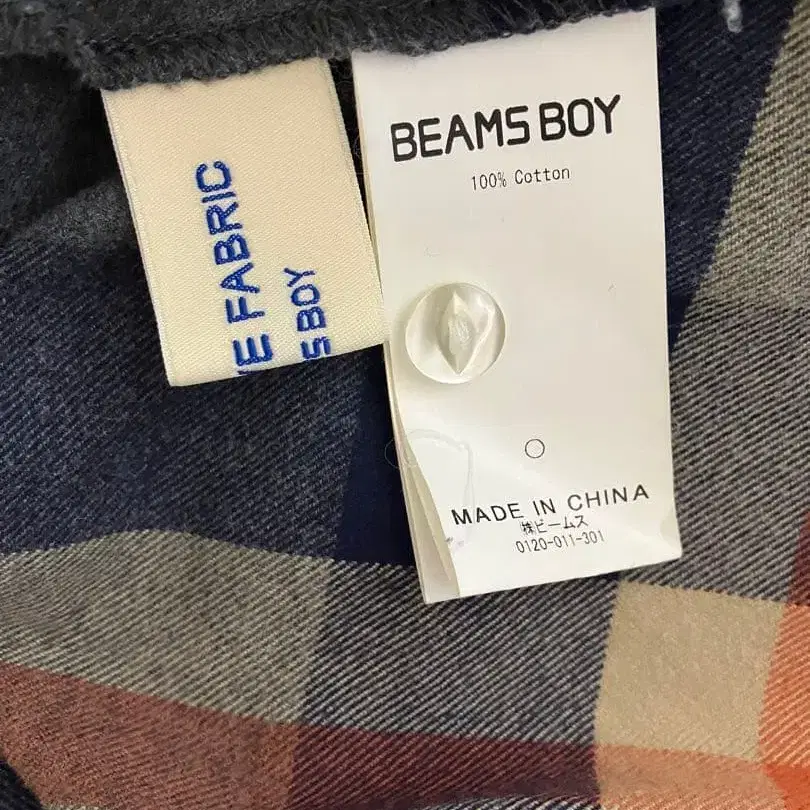 BEAMS BOY
100% Cotton
MADE IN CHINA
㈱ビームス
0120-011-301
E FABRIC
S BOY